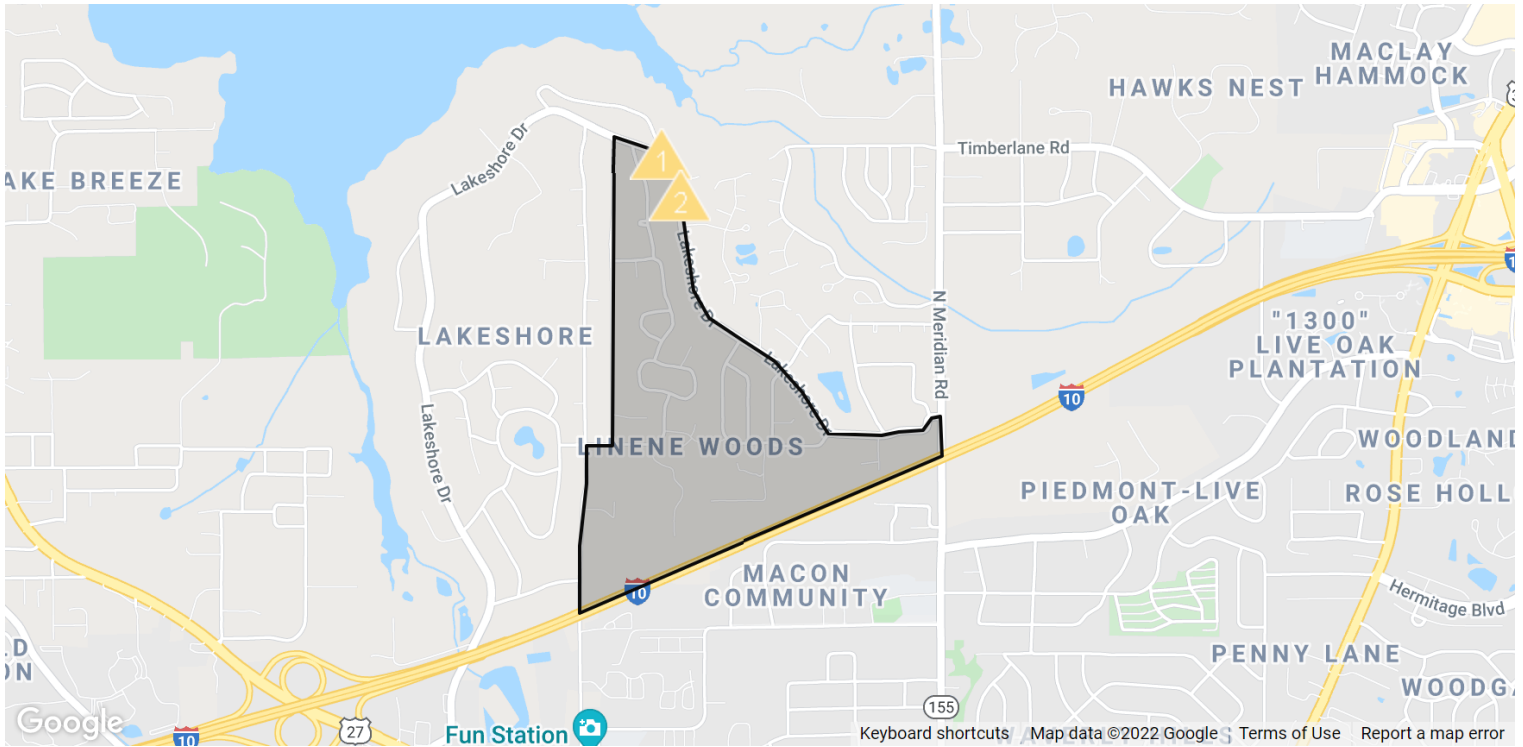 MACLAY
HAMMOCK
HAWKS NEST
Lakeshore Dr
Timberlane Rd
1
AKE BREEZE
2
Lakeshore Dr
N Meridian Rd
10
"1300"
LIVE OAK
PLANTATION
LAKESHORE
Lakeshore Dr
10
Lakeshore Dr
LINENE WOODS
WOODLAND
PIEDMONT-LIVE
OAK
ROSE HOLL
MACON
COMMUNITY
10
Hermitage Blvd
PENNY LANE
WOODGA
155
Google
27
10
Fun Station
WAVERLY HILLS
Keyboard shortcuts
Map data ©2022 Google
Terms of Use
Report a map error